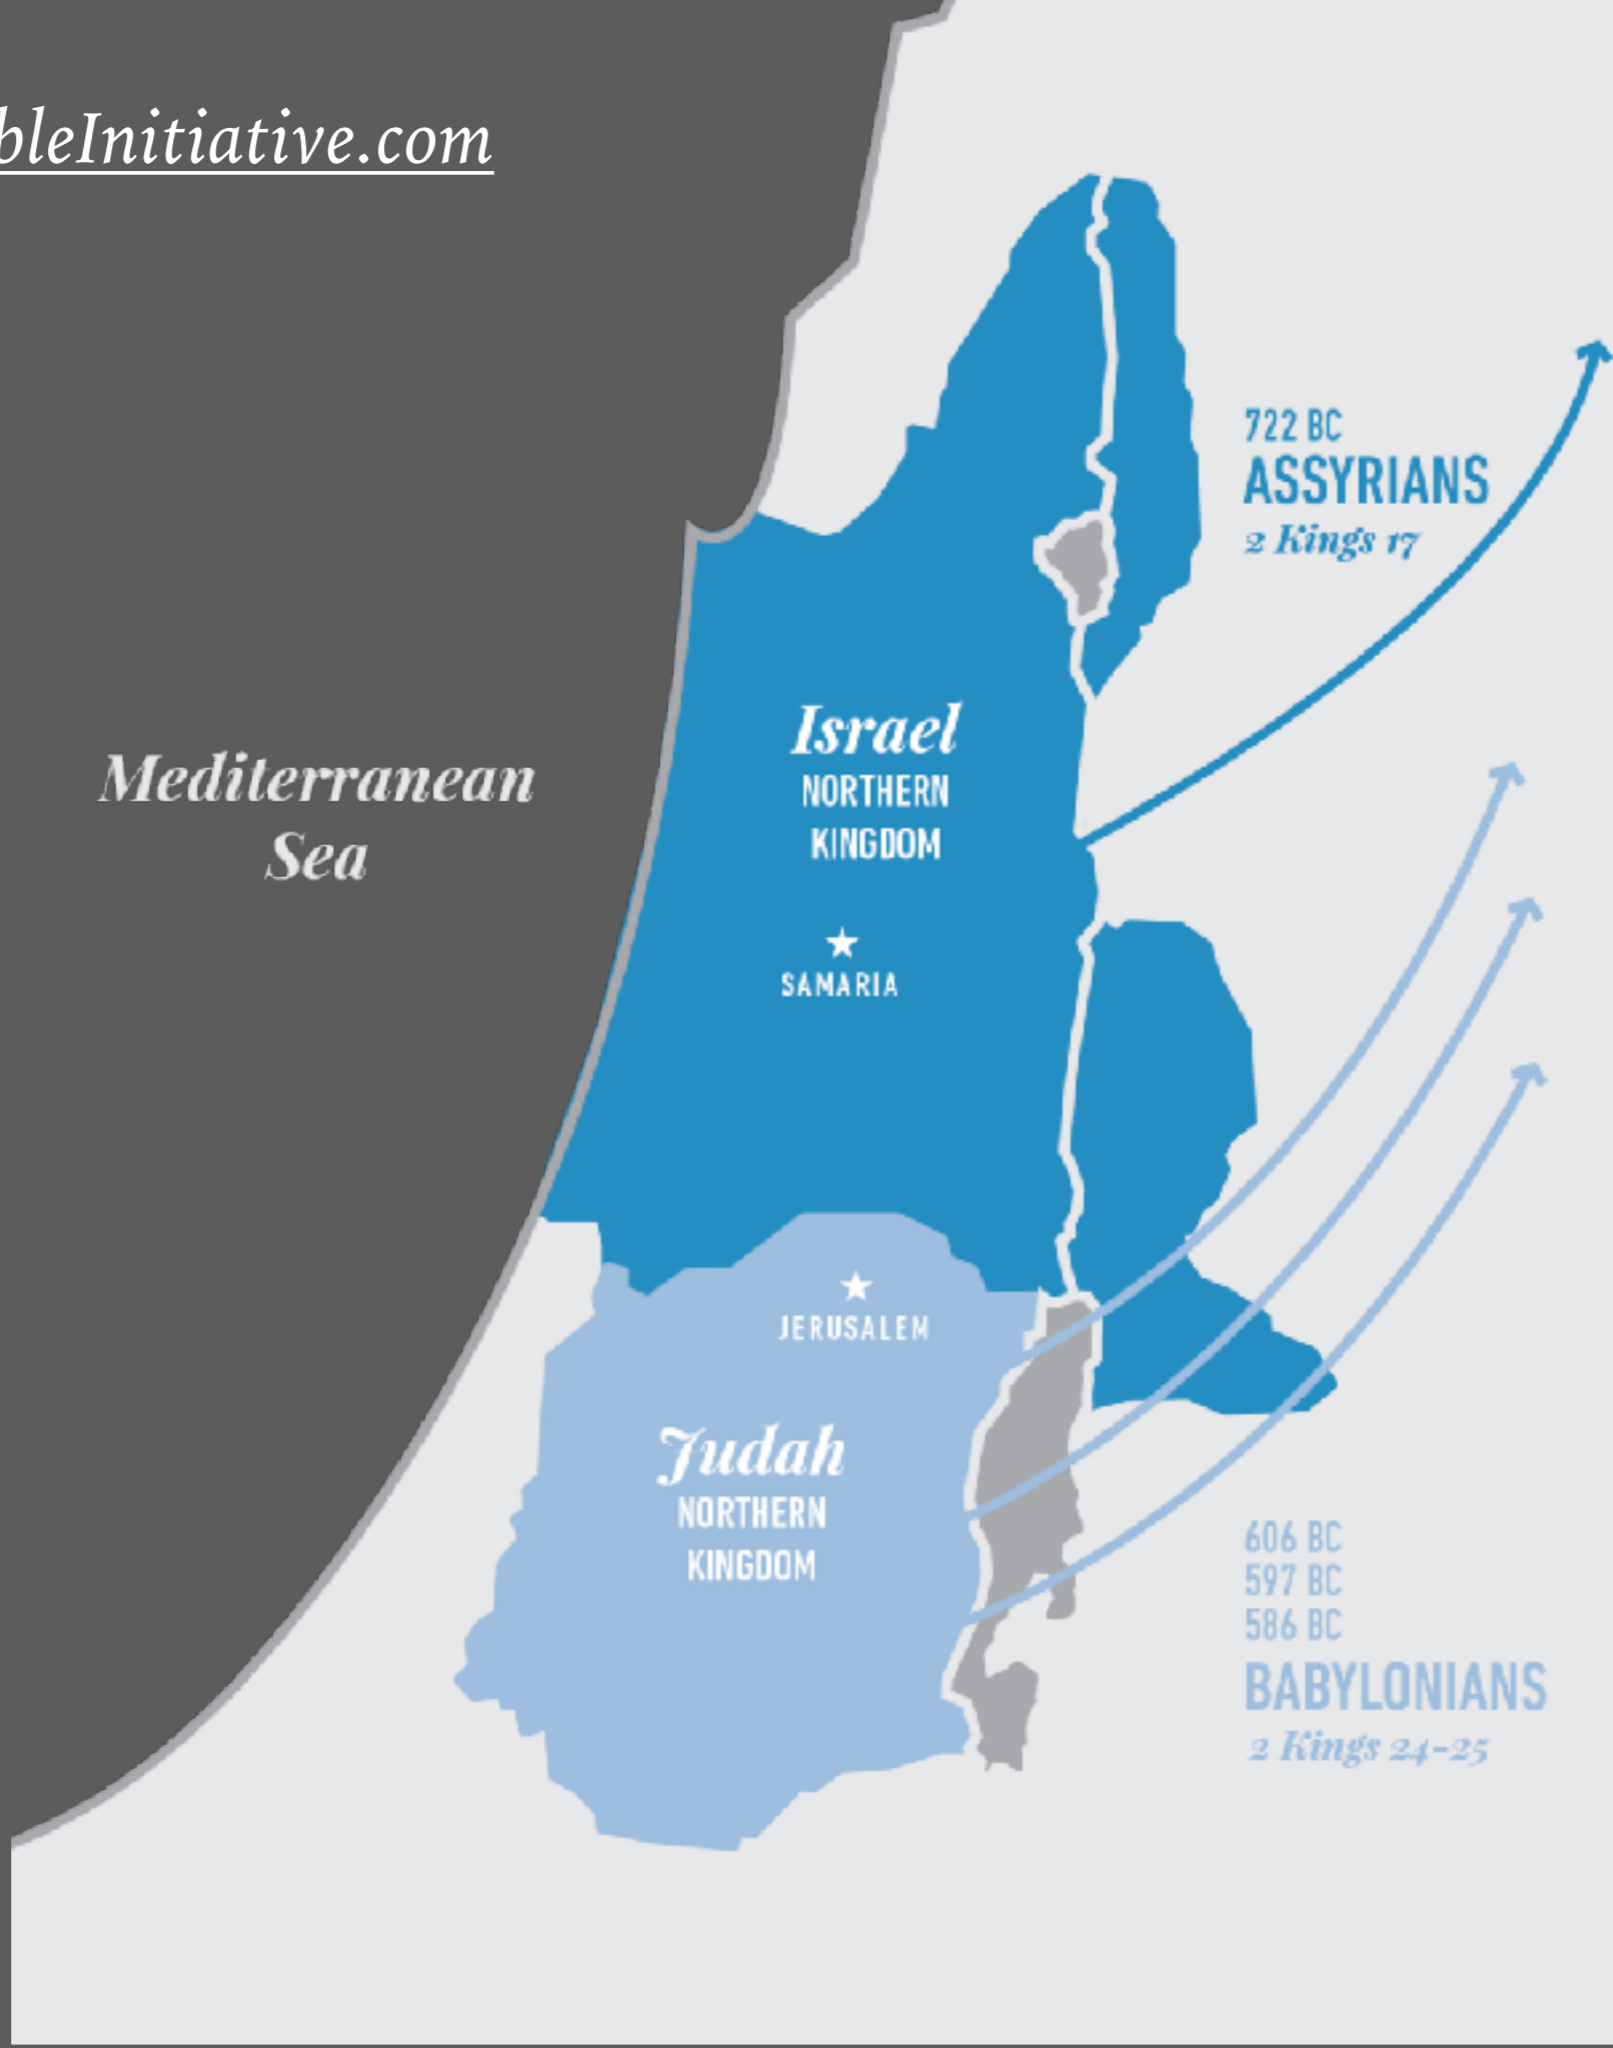 bleInitiative.com
722 BC
ASSYRIANS
2 Kings 17
Israel
NORTHERN
KINGDOM
Mediterranean
Sea
SAMARIA
JERUSALEM
Judah
NORTHERN
KINGDOM
606 BC
597 BC
586 BC
BABYLONIANS
2 Kings 24-25